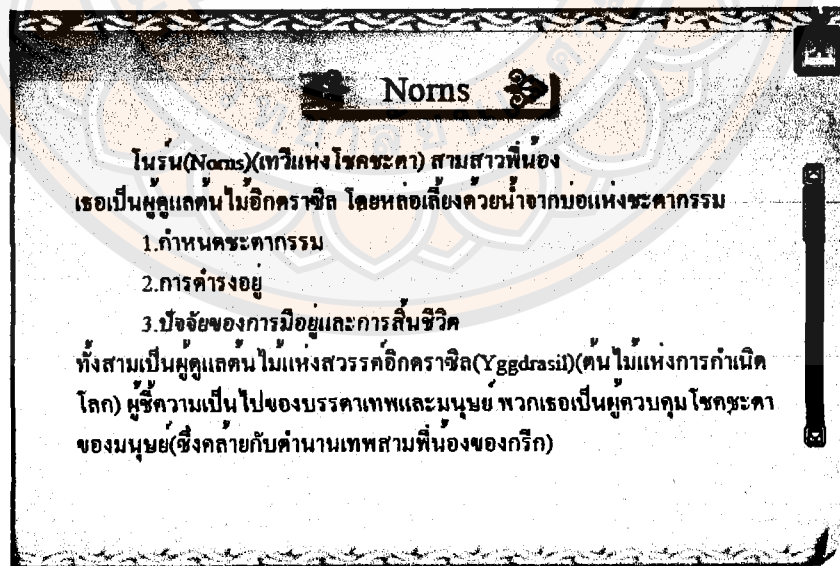 Norns
โนร์น(Norns)(เทวีแห่งโชคชะตา) สามสาวพี่น้อง
เธอเป็นผู้ดูแลต้นไม้อิกดราซิล โดยหล่อเลี้ยงด้วยน้ำจากบ่อแห่งชะตากรรม
1.กำหนดชะตากรรม
2.การดำรงอยู่
3.ปัจจัยของการมีอยู่และการสิ้นชีวิต
ทั้งสามเป็นผู้ดูแลต้นไม้แห่งสวรรค์อิกดราซิล(Yggdrasil)(ต้นไม้แห่งการกำเนิด
โลก) ผู้ชี้ความเป็นไปของบรรดาเทพและมนุษย์ พวกเธอเป็นผู้ควบคุมโชคชะตา
ของมนุษย์(ซึ่งคล้ายกับตำนานเทพสามพี่น้องของกรีก)